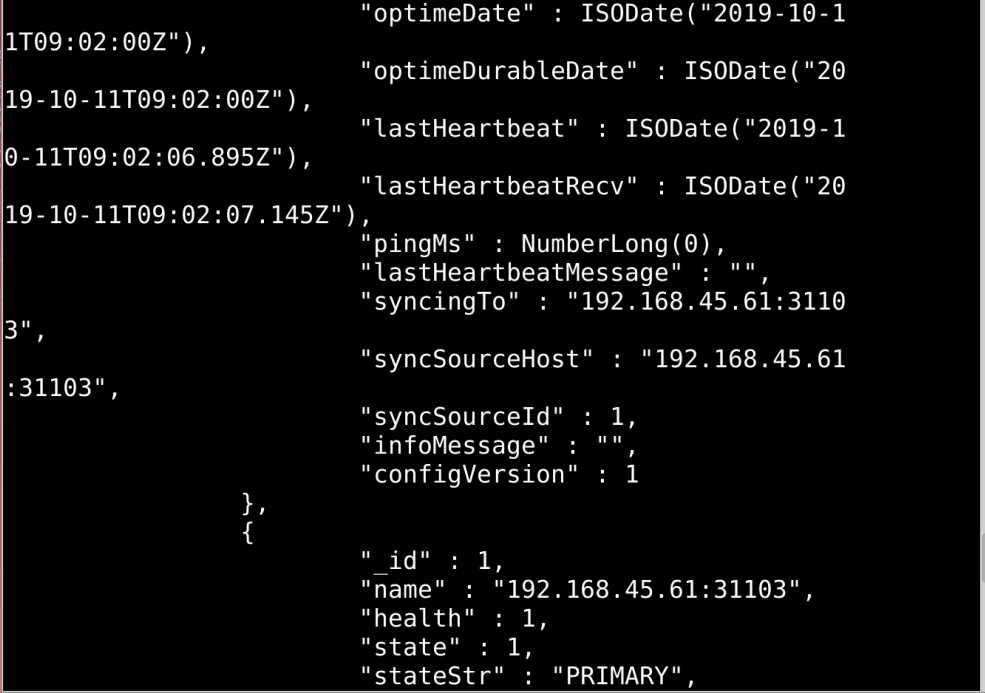 "optimeDate" : ISODate("2019-10-1
1T09:02:00Z"),
"optimeDurableDate" : ISODate("20
19-10-11T09:02:00Z"),
"lastHeartbeat" : ISODate("2019-1
0-11T09:02:06.895Z"),
"lastHeartbeatRecv" : ISODate("20
19-10-11T09:02:07.145Z"),
"pingMs" : NumberLong(0),
"lastHeartbeatMessage" : "",
"syncingTo" : "192.168.45.61:3110
3",
"syncSourceHost" : "192.168.45.61
:31103",
"syncSourceId" : 1,
"infoMessage" : "",
"configVersion" : 1
},
{
"_id" : 1,
"name" : "192.168.45.61:31103",
"health" : 1,
"state" : 1,
"stateStr" : "PRIMARY",